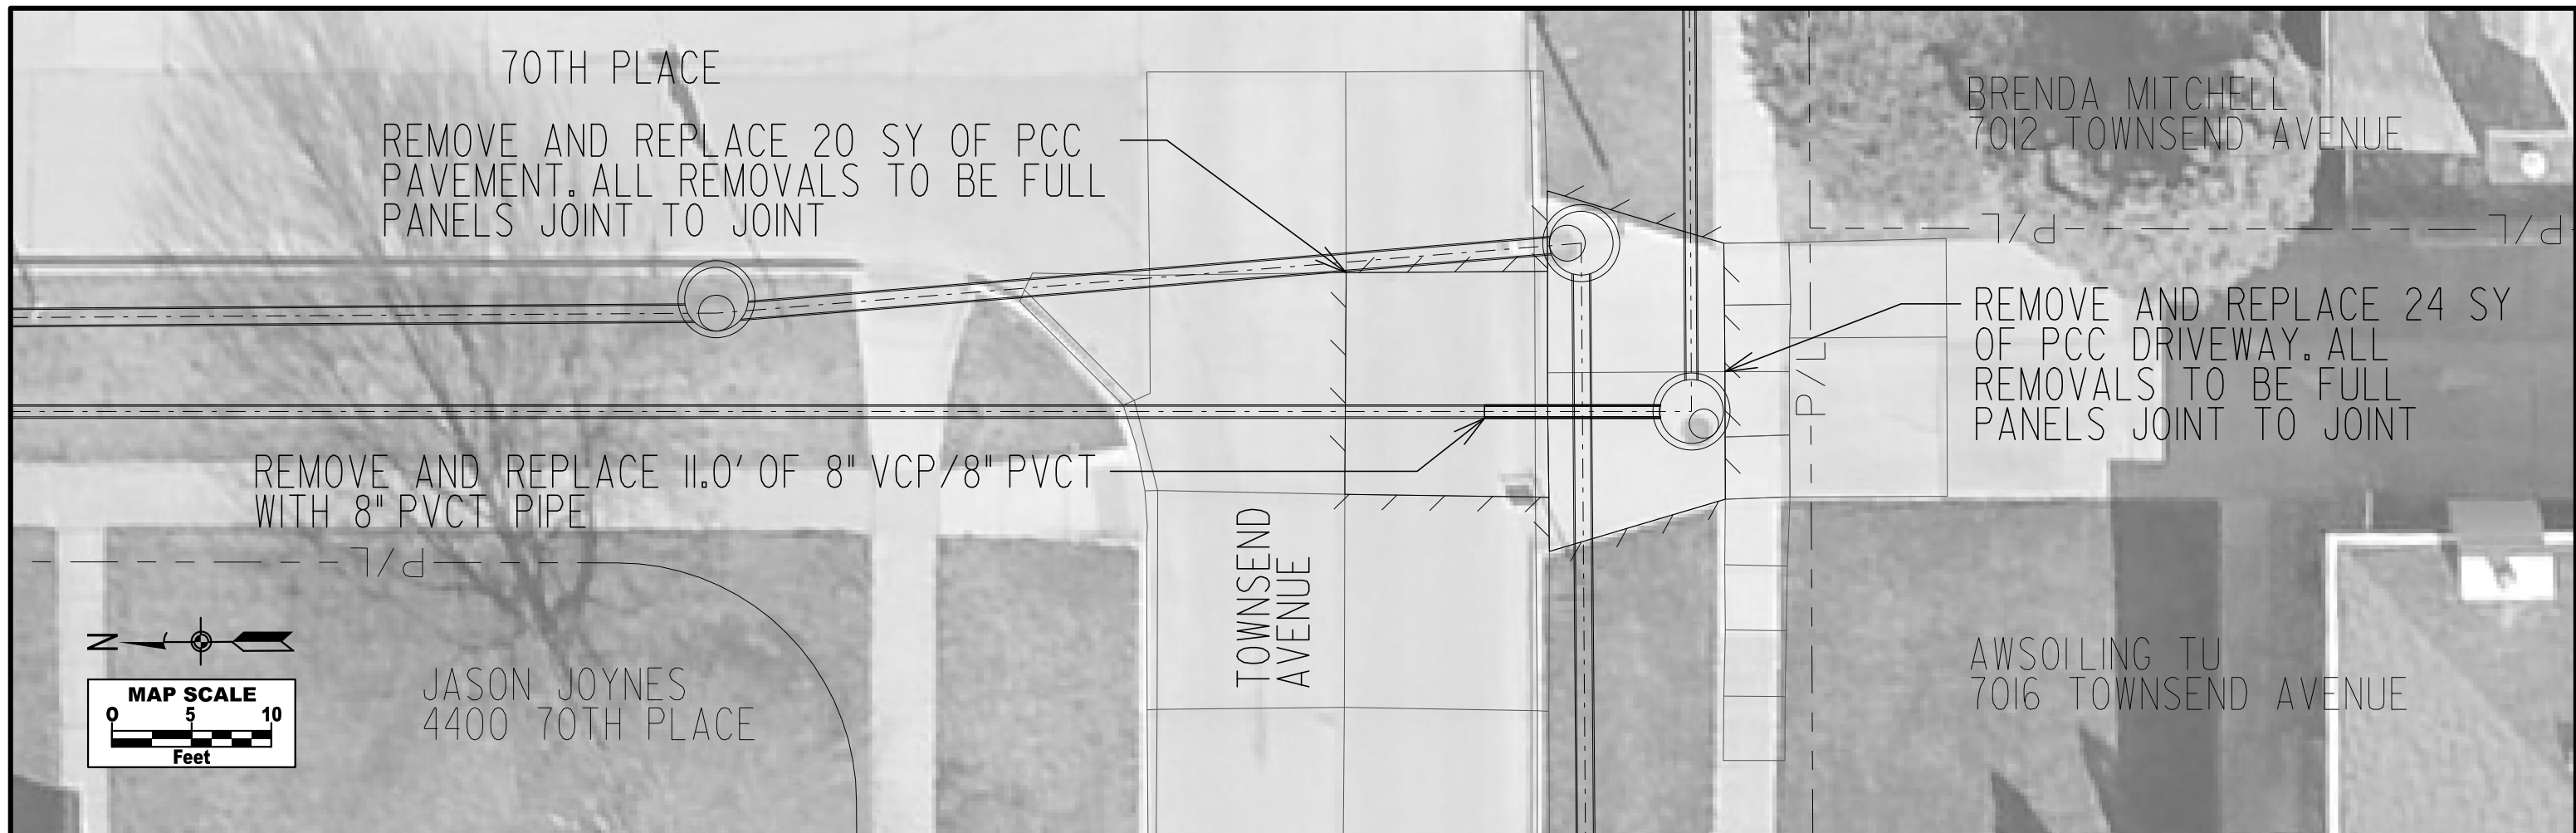 70TH PLACE
REMOVE AND REPLACE 20 SY OF PCC
PAVEMENT. ALL REMOVALS TO BE FULL
PANELS JOINT TO JOINT
BRENDA MITCHELL
7012 TOWNSEND AVENUE
P/L
P/L
REMOVE AND REPLACE 24 SY
OF PCC DRIVEWAY. ALL
REMOVALS TO BE FULL
PANELS JOINT TO JOINT
P/L
REMOVE AND REPLACE 11.0' OF 8" VCP/8" PVCT
WITH 8" PVCT PIPE
P/L
TOWNSEND
AVENUE
N
MAP SCALE
0 5 10
Feet
JASON JOYNES
4400 70TH PLACE
AWSOILING TU
7016 TOWNSEND AVENUE